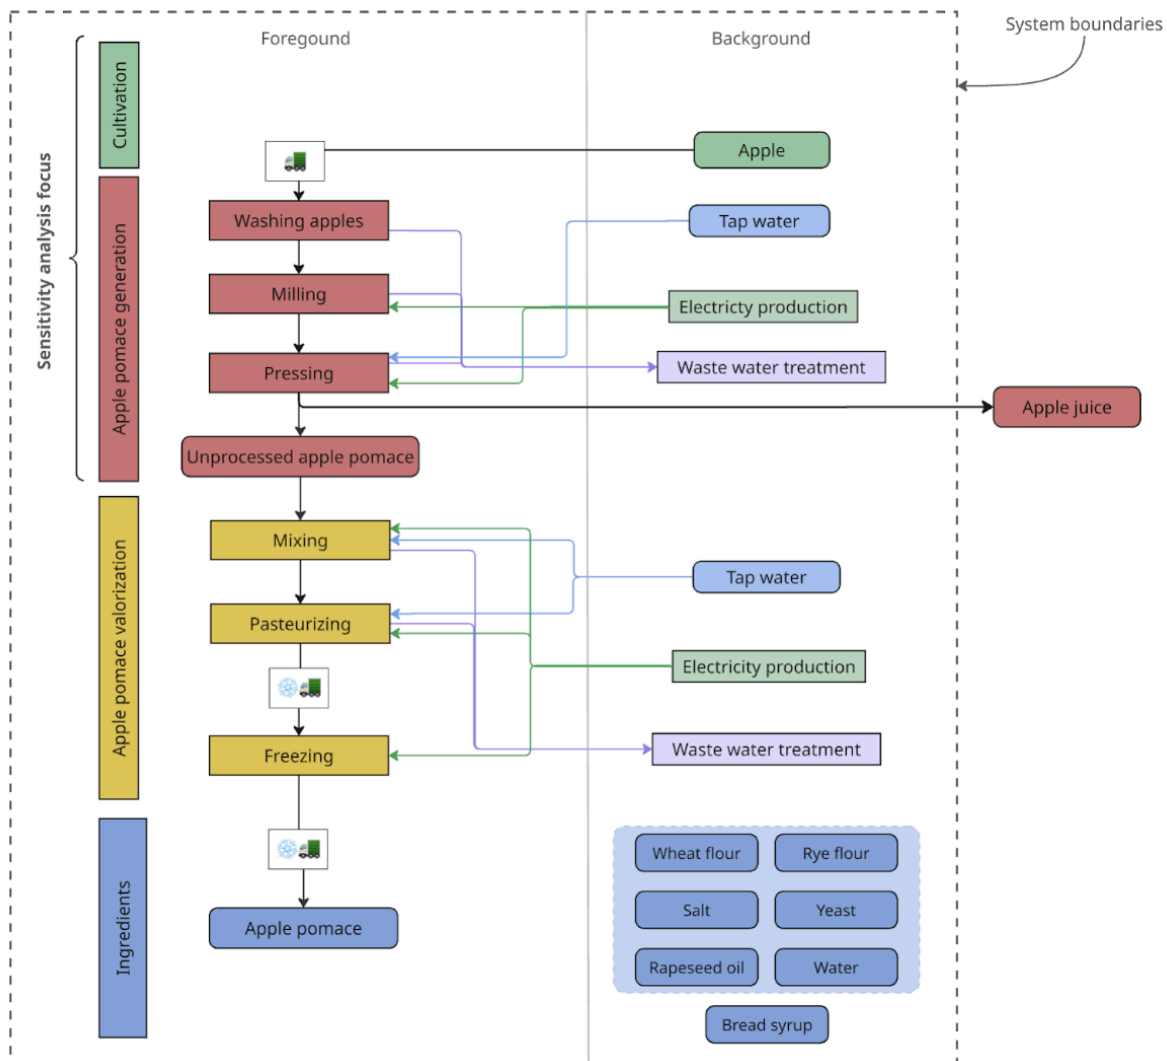 Foregound
Background
System boundaries
Sensitivity analysis focus
Cultivation
Apple
Apple pomace generation
Washing apples
Tap water
Milling
Electricty production
Pressing
Waste water treatment
Apple juice
Unprocessed apple pomace
Apple pomace valorization
Mixing
Tap water
Pasteurizing
Electricity production
Freezing
Waste water treatment
Ingredients
Wheat flour
Rye flour
Salt
Yeast
Apple pomace
Rapeseed oil
Water
Bread syrup